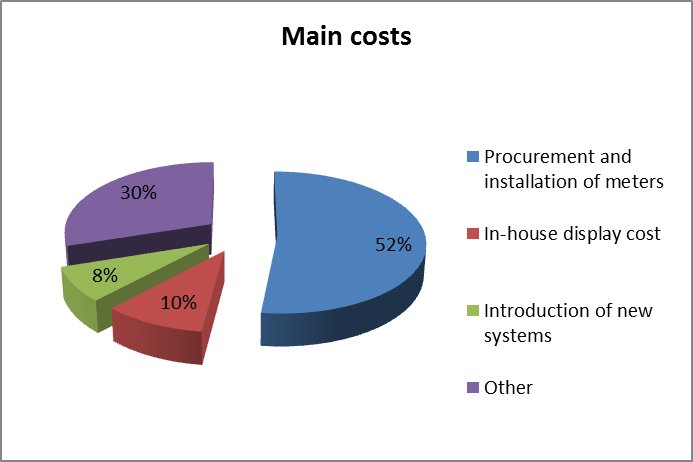 Main costs
30%
52%
8%
10%
Procurement and
installation of meters
In-house display cost
Introduction of new
systems
Other